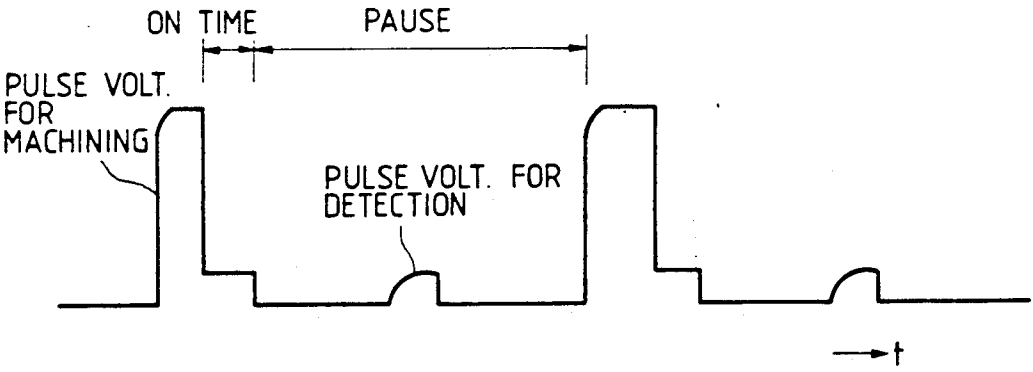 ON TIME
PAUSE
PULSE VOLT.
FOR
MACHINING
PULSE VOLT. FOR
DETECTION
t